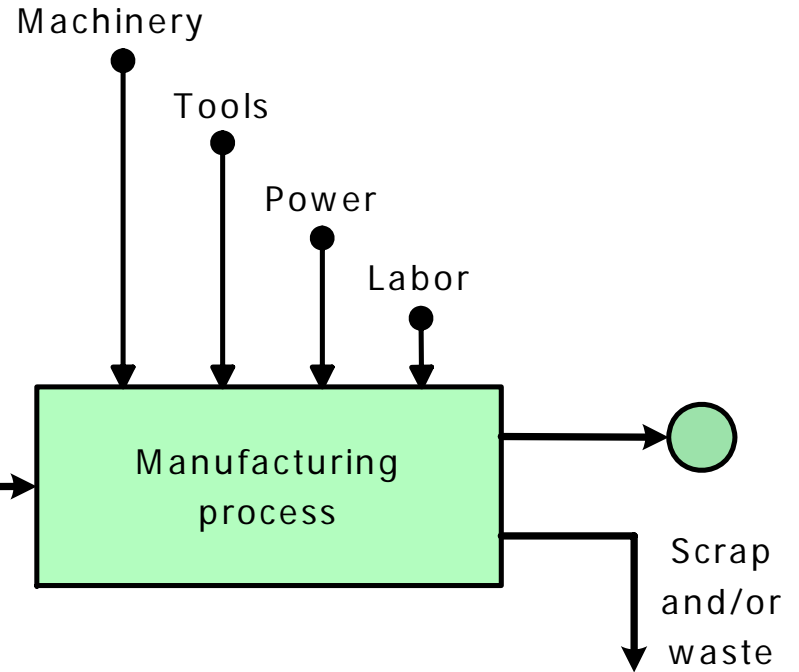 Machinery
Tools
Power
Labor
Manufacturing
process
Scrap
and/or
waste